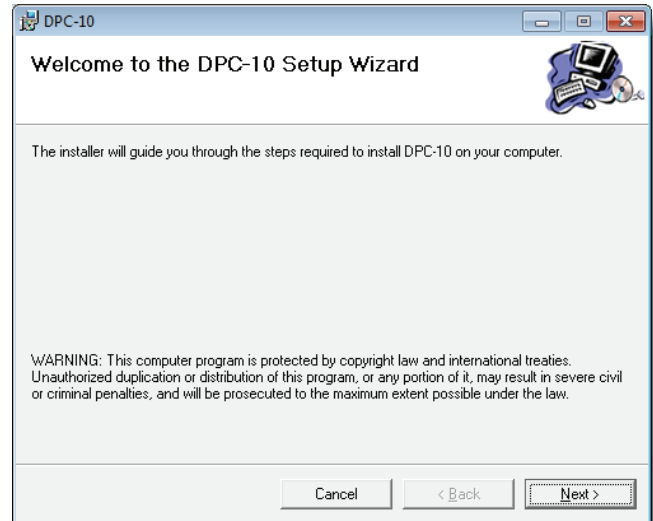 DPC-10
Welcome to the DPC-10 Setup Wizard
The installer will guide you through the steps required to install DPC-10 on your computer.
WARNING: This computer program is protected by copyright law and international treaties.
Unauthorized duplication or distribution of this program, or any portion of it, may result in severe civil
or criminal penalties, and will be prosecuted to the maximum extent possible under the law.
Cancel
< Back
Next >